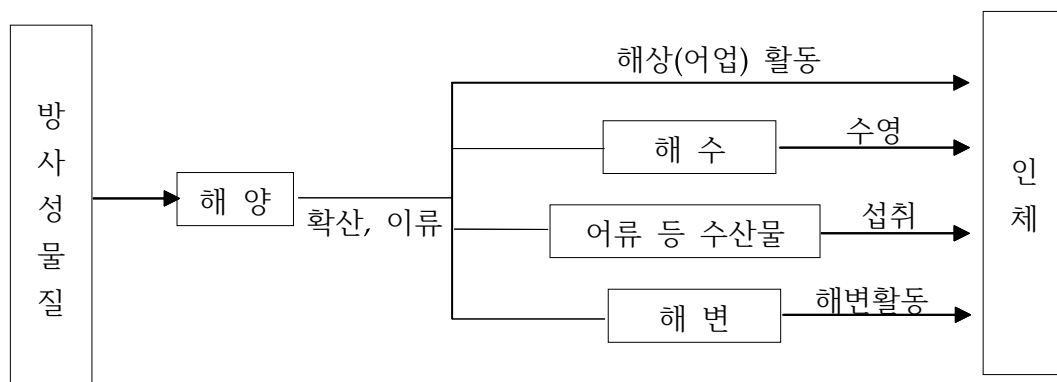 방사성물질
해 양
확산, 이류
해상(어업) 활동
해 수
수영
어류 등 수산물
섭취
해 변
해변활동
인체